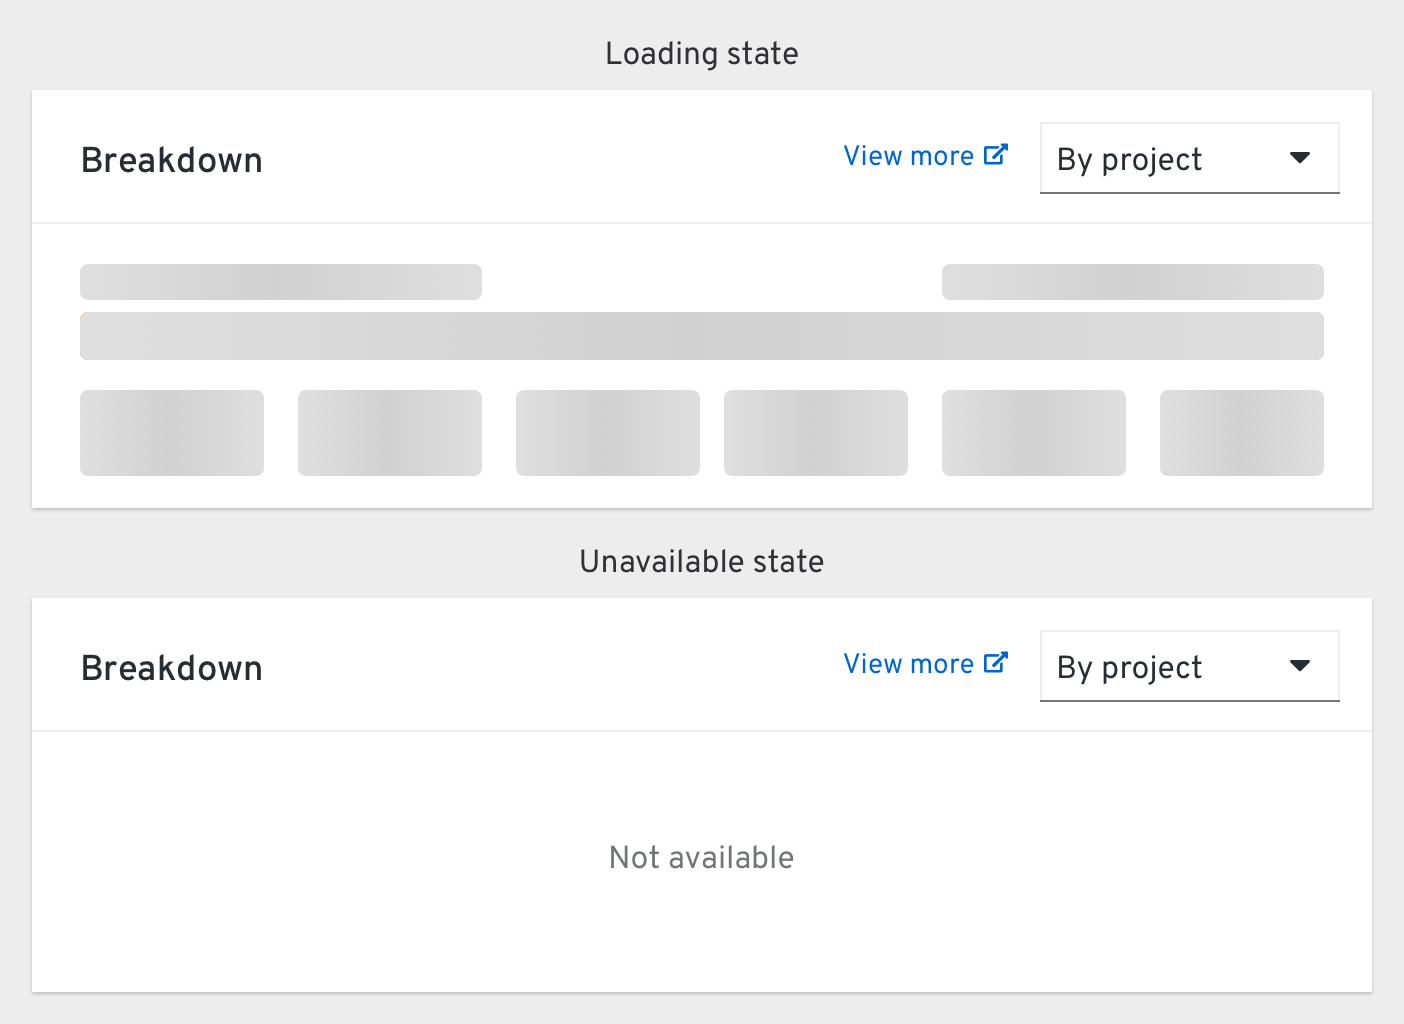 Loading state
Breakdown
View more
By project
Unavailable state
Breakdown
View more
By project
Not available